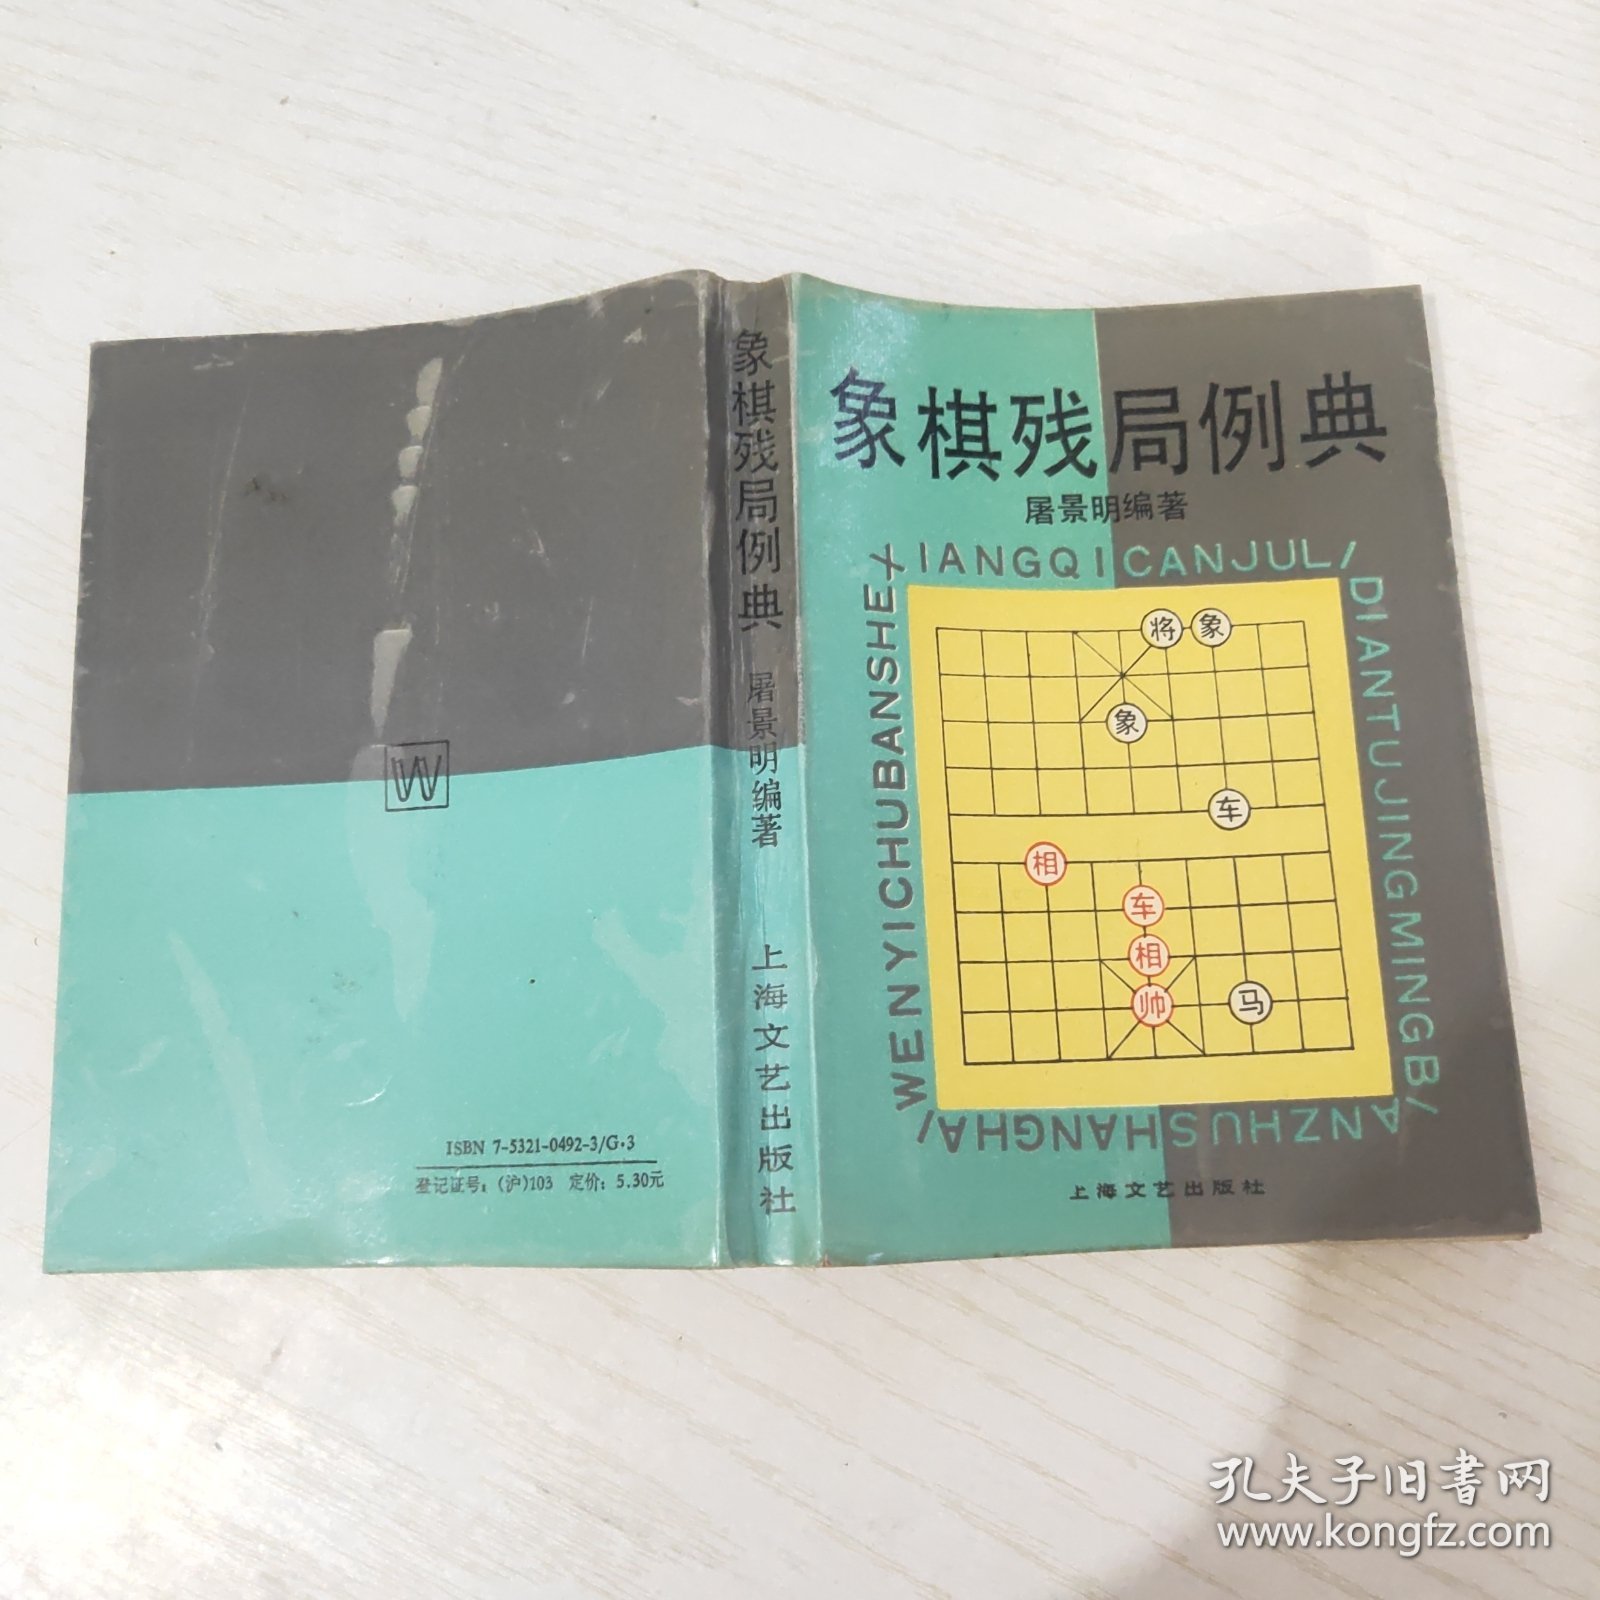 象棋残局例典
屠景明编著
XIANGQICANJULI/
DIANTUJINGMINGB/
ANZHUSHANGHAI/
WENYICHUBANSHE
将 象
象
车
相
车
相
帅 马
上海文艺出版社
象棋残局例典 屠景明编著 上海文艺出版社
W
ISBN 7-5321-0492-3/G·3
登记证号:(沪)103 定价:5.30元
孔夫子旧书网
www.kongfz.com